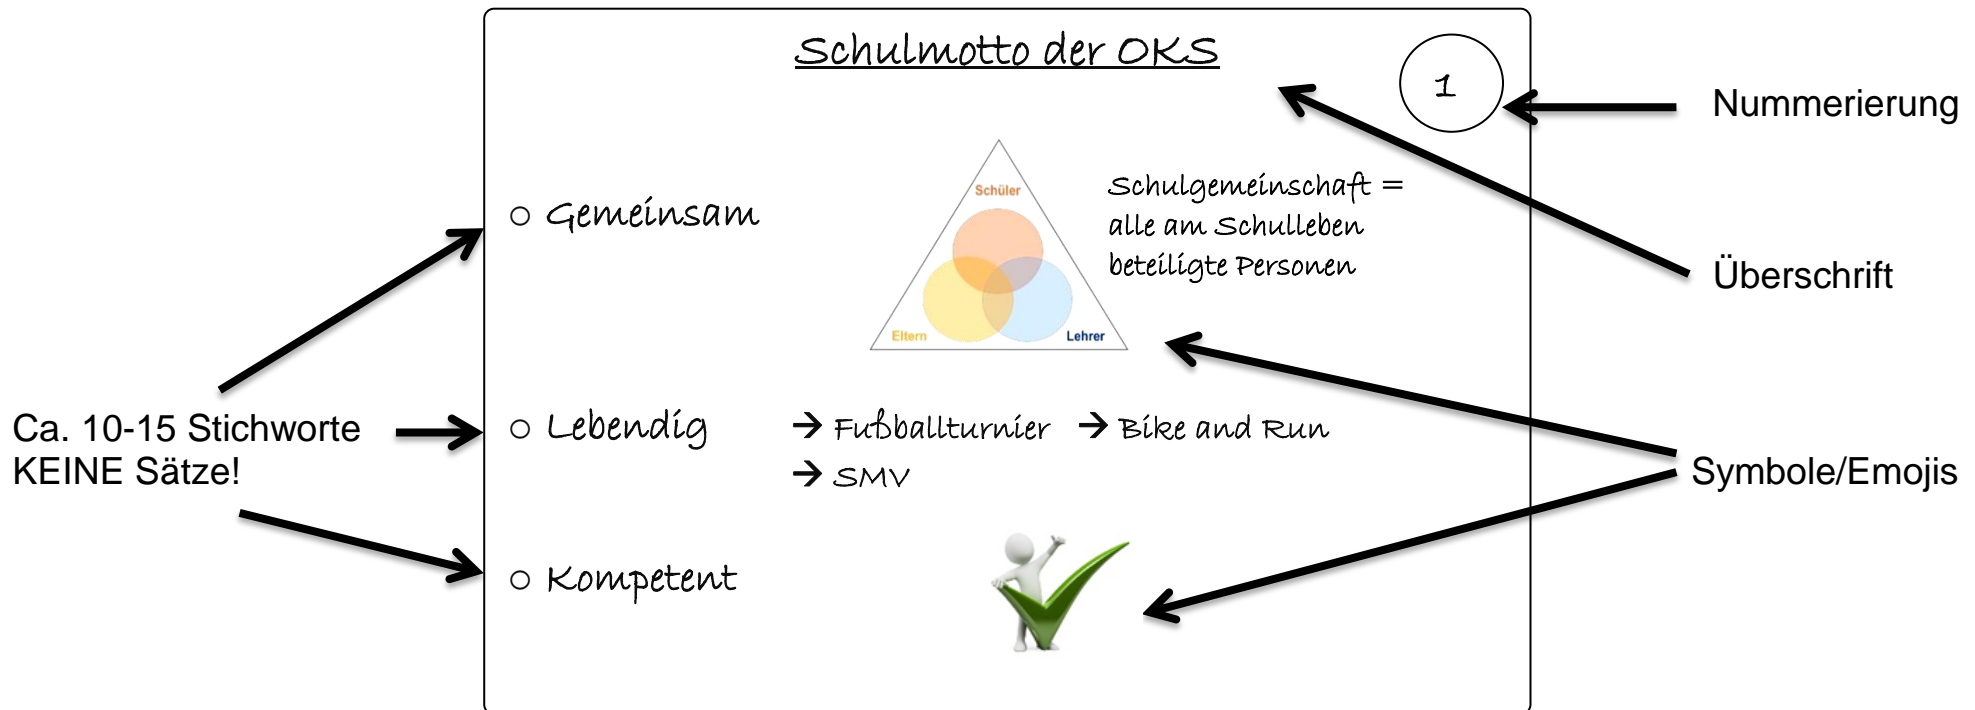 Schulmotto der OKS
1
Nummerierung
Schüler
Schulgemeinschaft =
alle am Schulleben
beteiligte Personen
○ Gemeinsam
Überschrift
Eltern
Lehrer
Ca. 10-15 Stichworte
KEINE Sätze!
○ Lebendig → Fußballturnier → Bike and Run
→ SMV
Symbole/Emojis
○ Kompetent